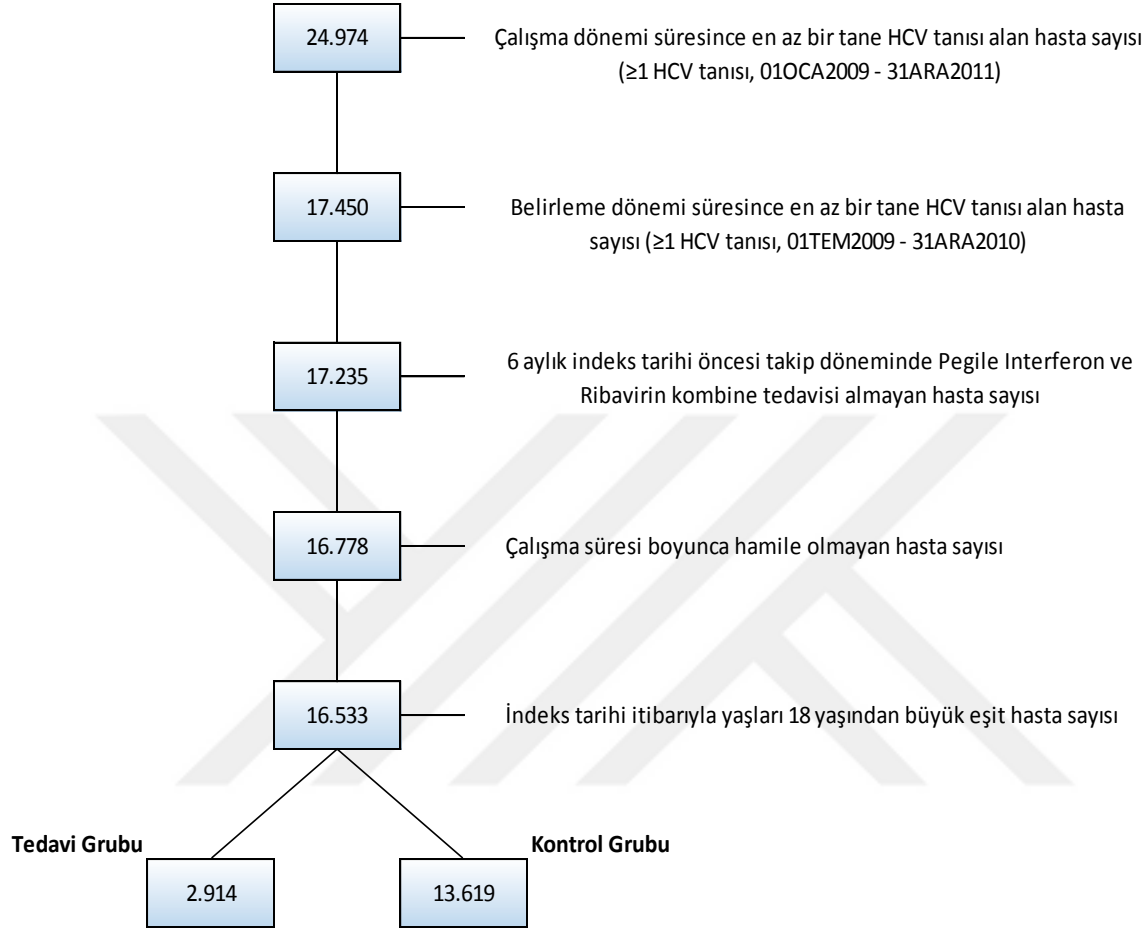 24.974
Çalışma dönemi süresince en az bir tane HCV tanısı alan hasta sayısı
(≥1 HCV tanısı, 01OCA2009 - 31ARA2011)
17.450
Belirleme dönemi süresince en az bir tane HCV tanısı alan hasta
sayısı (≥1 HCV tanısı, 01TEM2009 - 31ARA2010)
17.235
6 aylık indeks tarihi öncesi takip döneminde Pegile Interferon ve
Ribavirin kombine tedavisi almayan hasta sayısı
16.778
Çalışma süresi boyunca hamile olmayan hasta sayısı
16.533
İndeks tarihi itibarıyla yaşları 18 yaşından büyük eşit hasta sayısı
Tedavi Grubu
2.914
Kontrol Grubu
13.619